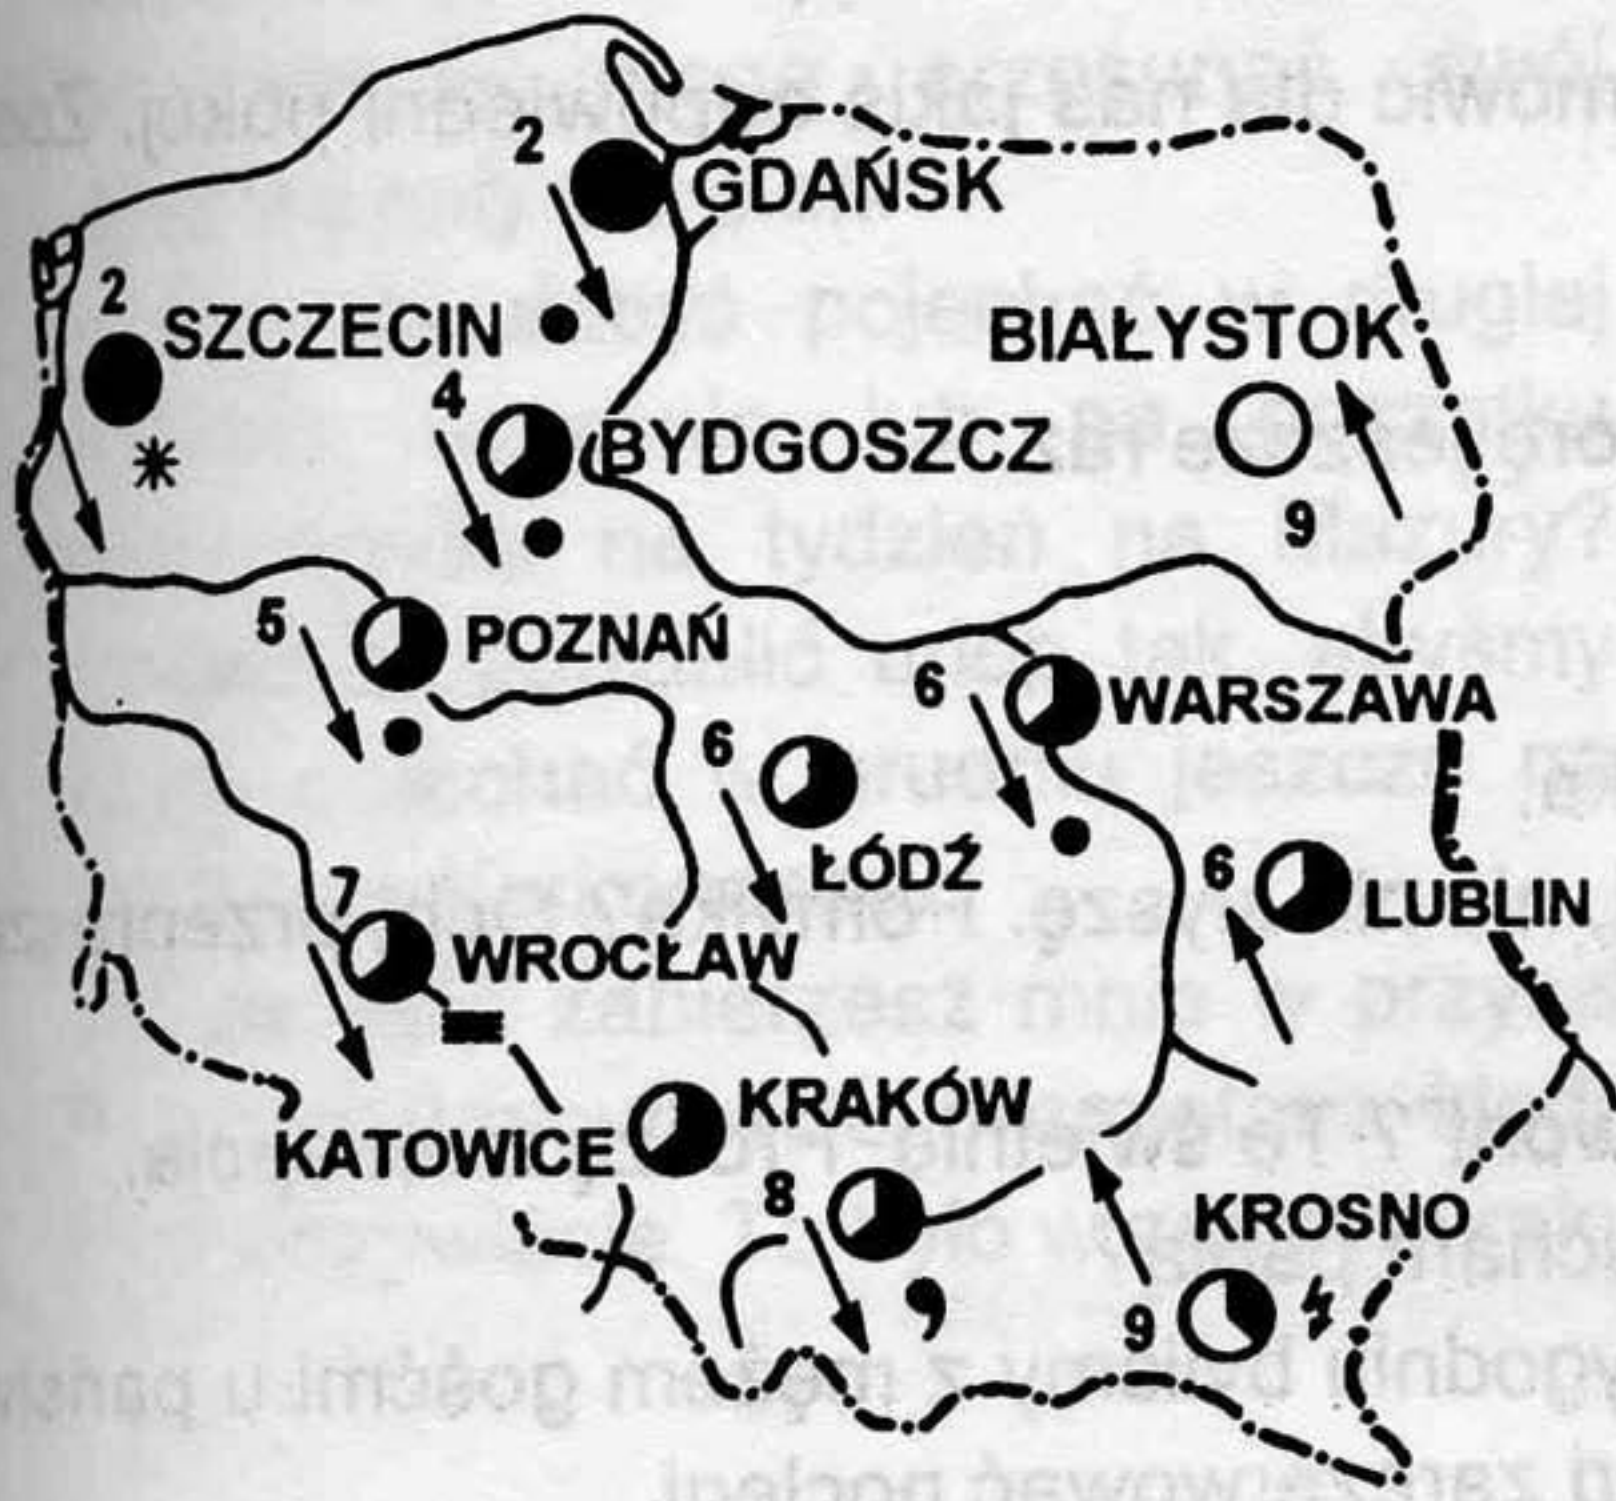 2
GDAŃSK
2
SZCZECIN
BIAŁYSTOK
4
BYDGOSZCZ
9
5
POZNAŃ
6
WARSZAWA
6
ŁÓDŹ
6
LUBLIN
7
WROCŁAW
KRAKÓW
KATOWICE
8
KROSNO
9